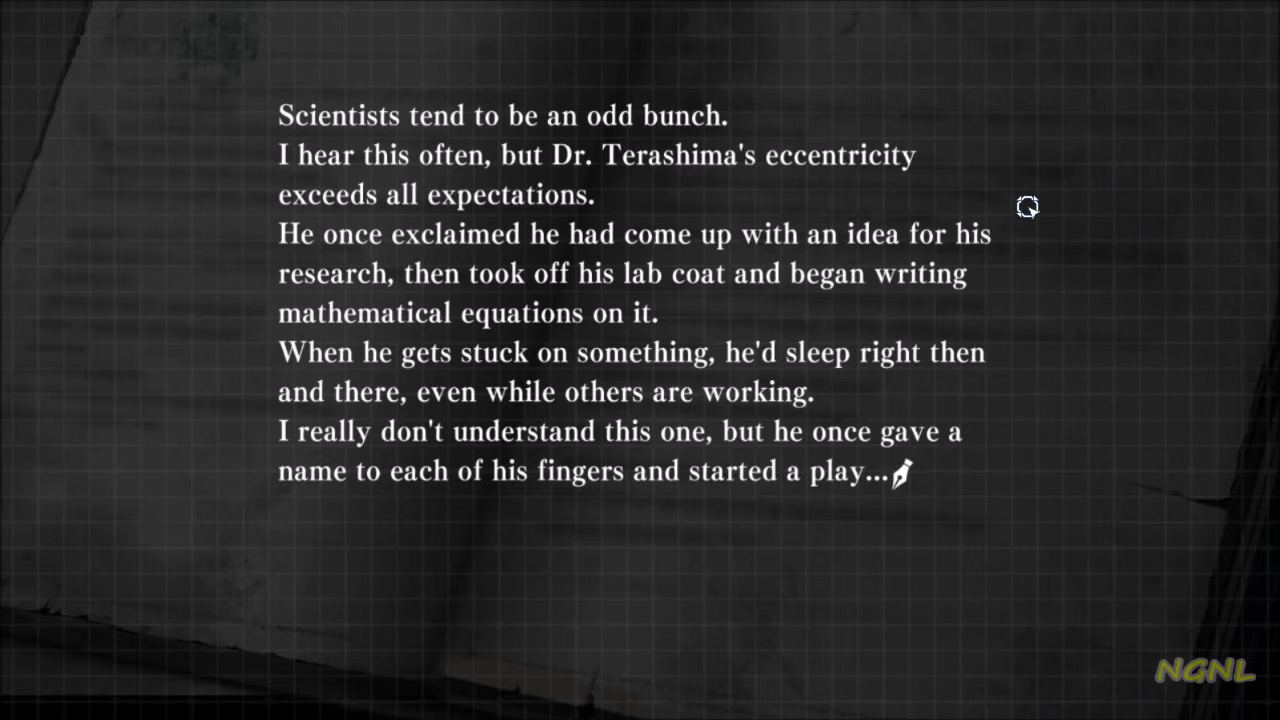 Scientists tend to be an odd bunch.
I hear this often, but Dr. Terashima's eccentricity
exceeds all expectations.
He once exclaimed he had come up with an idea for his
research, then took off his lab coat and began writing
mathematical equations on it.
When he gets stuck on something, he'd sleep right then
and there, even while others are working.
I really don't understand this one, but he once gave a
name to each of his fingers and started a play...
NGNL